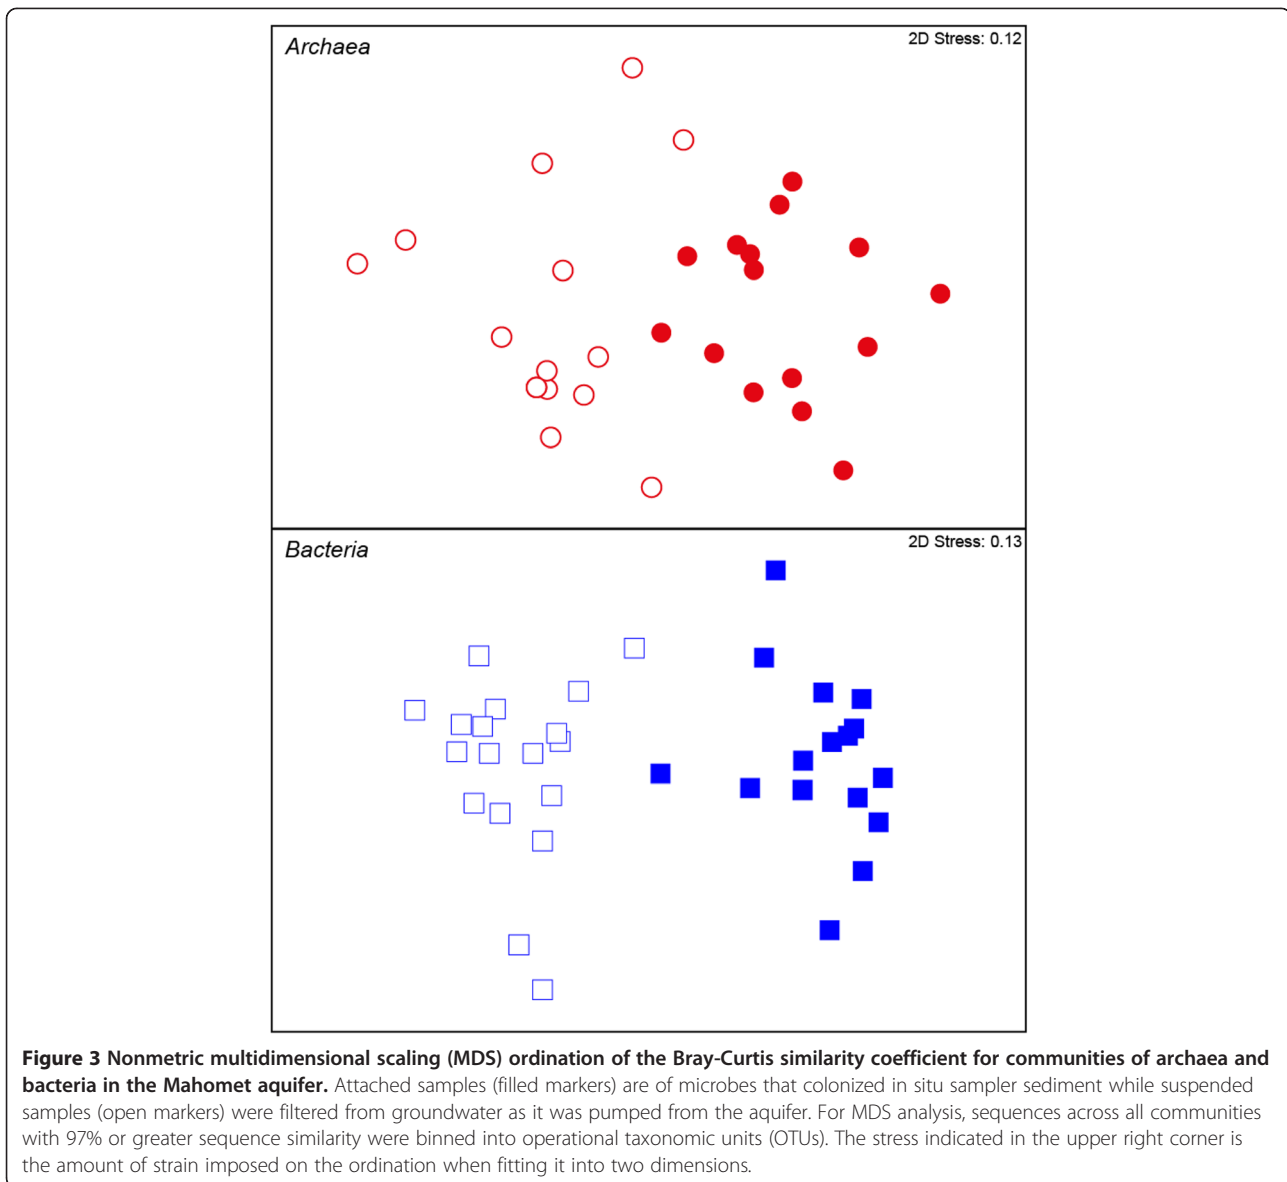 Archaea
2D Stress: 0.12
Bacteria
2D Stress: 0.13
Figure 3 Nonmetric multidimensional scaling (MDS) ordination of the Bray-Curtis similarity coefficient for communities of archaea and
bacteria in the Mahomet aquifer. Attached samples (filled markers) are of microbes that colonized in situ sampler sediment while suspended
samples (open markers) were filtered from groundwater as it was pumped from the aquifer. For MDS analysis, sequences across all communities
with 97% or greater sequence similarity were binned into operational taxonomic units (OTUs). The stress indicated in the upper right corner is
the amount of strain imposed on the ordination when fitting it into two dimensions.